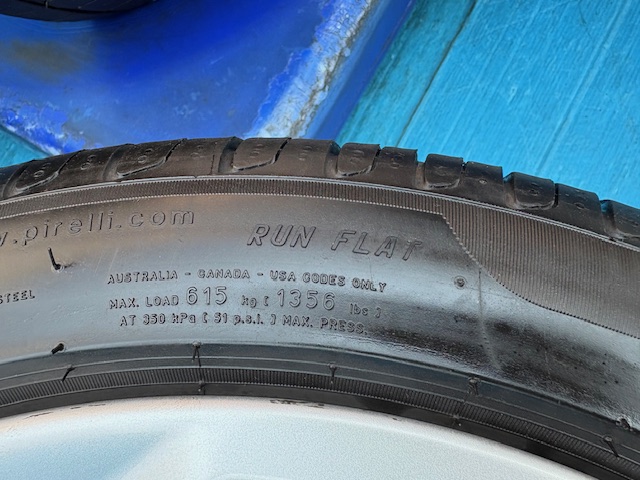 .pirelli.com
RUN FLAT
STEEL
AUSTRALIA - CANADA - USA CODES ONLY
MAX. LOAD 615 kg [ 1356 lbs ]
AT 350 kPa [ 51 p.s.i. ] MAX. PRESS.